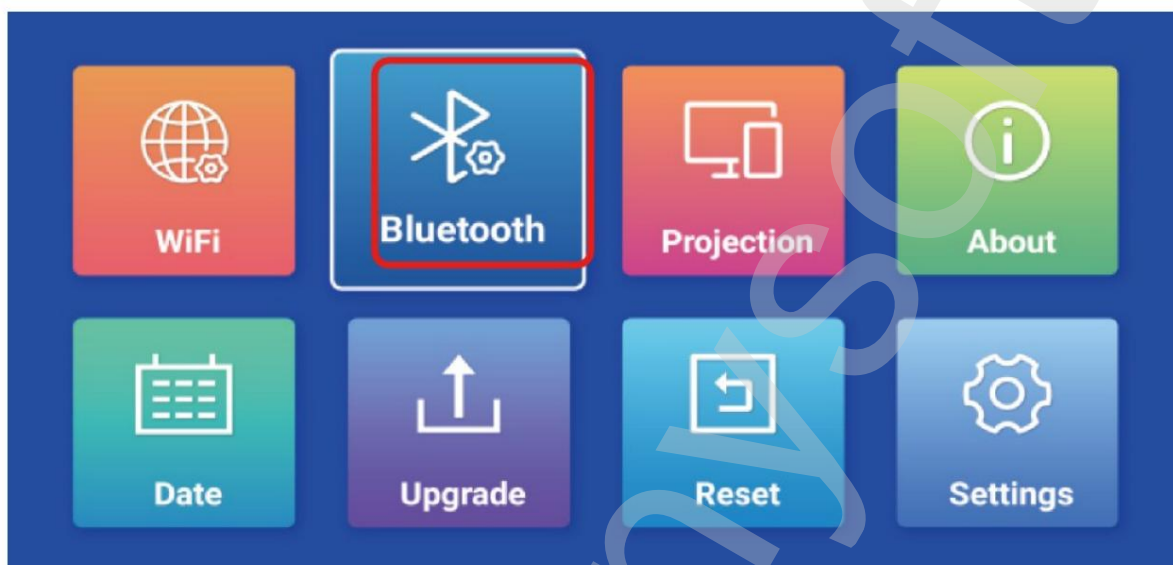 WiFi
Bluetooth
Projection
About
Date
Upgrade
Reset
Settings